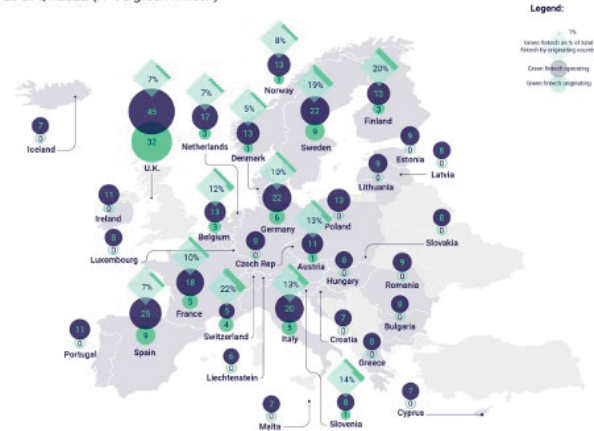 Legend:
7%
Green fintech as % of total
fintech by originating country
Green fintech operating
Green fintech originating
8%
13
1
Norway
20%
13
3
Finland
7%
45
32
U.K.
7%
17
3
Netherlands
5%
13
1
Denmark
19%
22
9
Sweden
7
0
Iceland
9
0
Estonia
8
0
Latvia
9
0
Lithuania
11
0
Ireland
12%
13
3
Belgium
10%
22
6
Germany
13
0
Poland
8
0
Slovakia
8
0
Luxembourg
9
0
Czech Rep
13%
11
1
Austria
8
0
Hungary
9
0
Romania
10%
18
5
France
22%
5
4
Switzerland
13%
20
5
Italy
8
0
Bulgaria
7%
25
9
Spain
11
0
Portugal
7
0
Croatia
8
0
Greece
6
0
Liechtenstein
14%
8
1
Slovenia
7
0
Malta
7
0
Cyprus